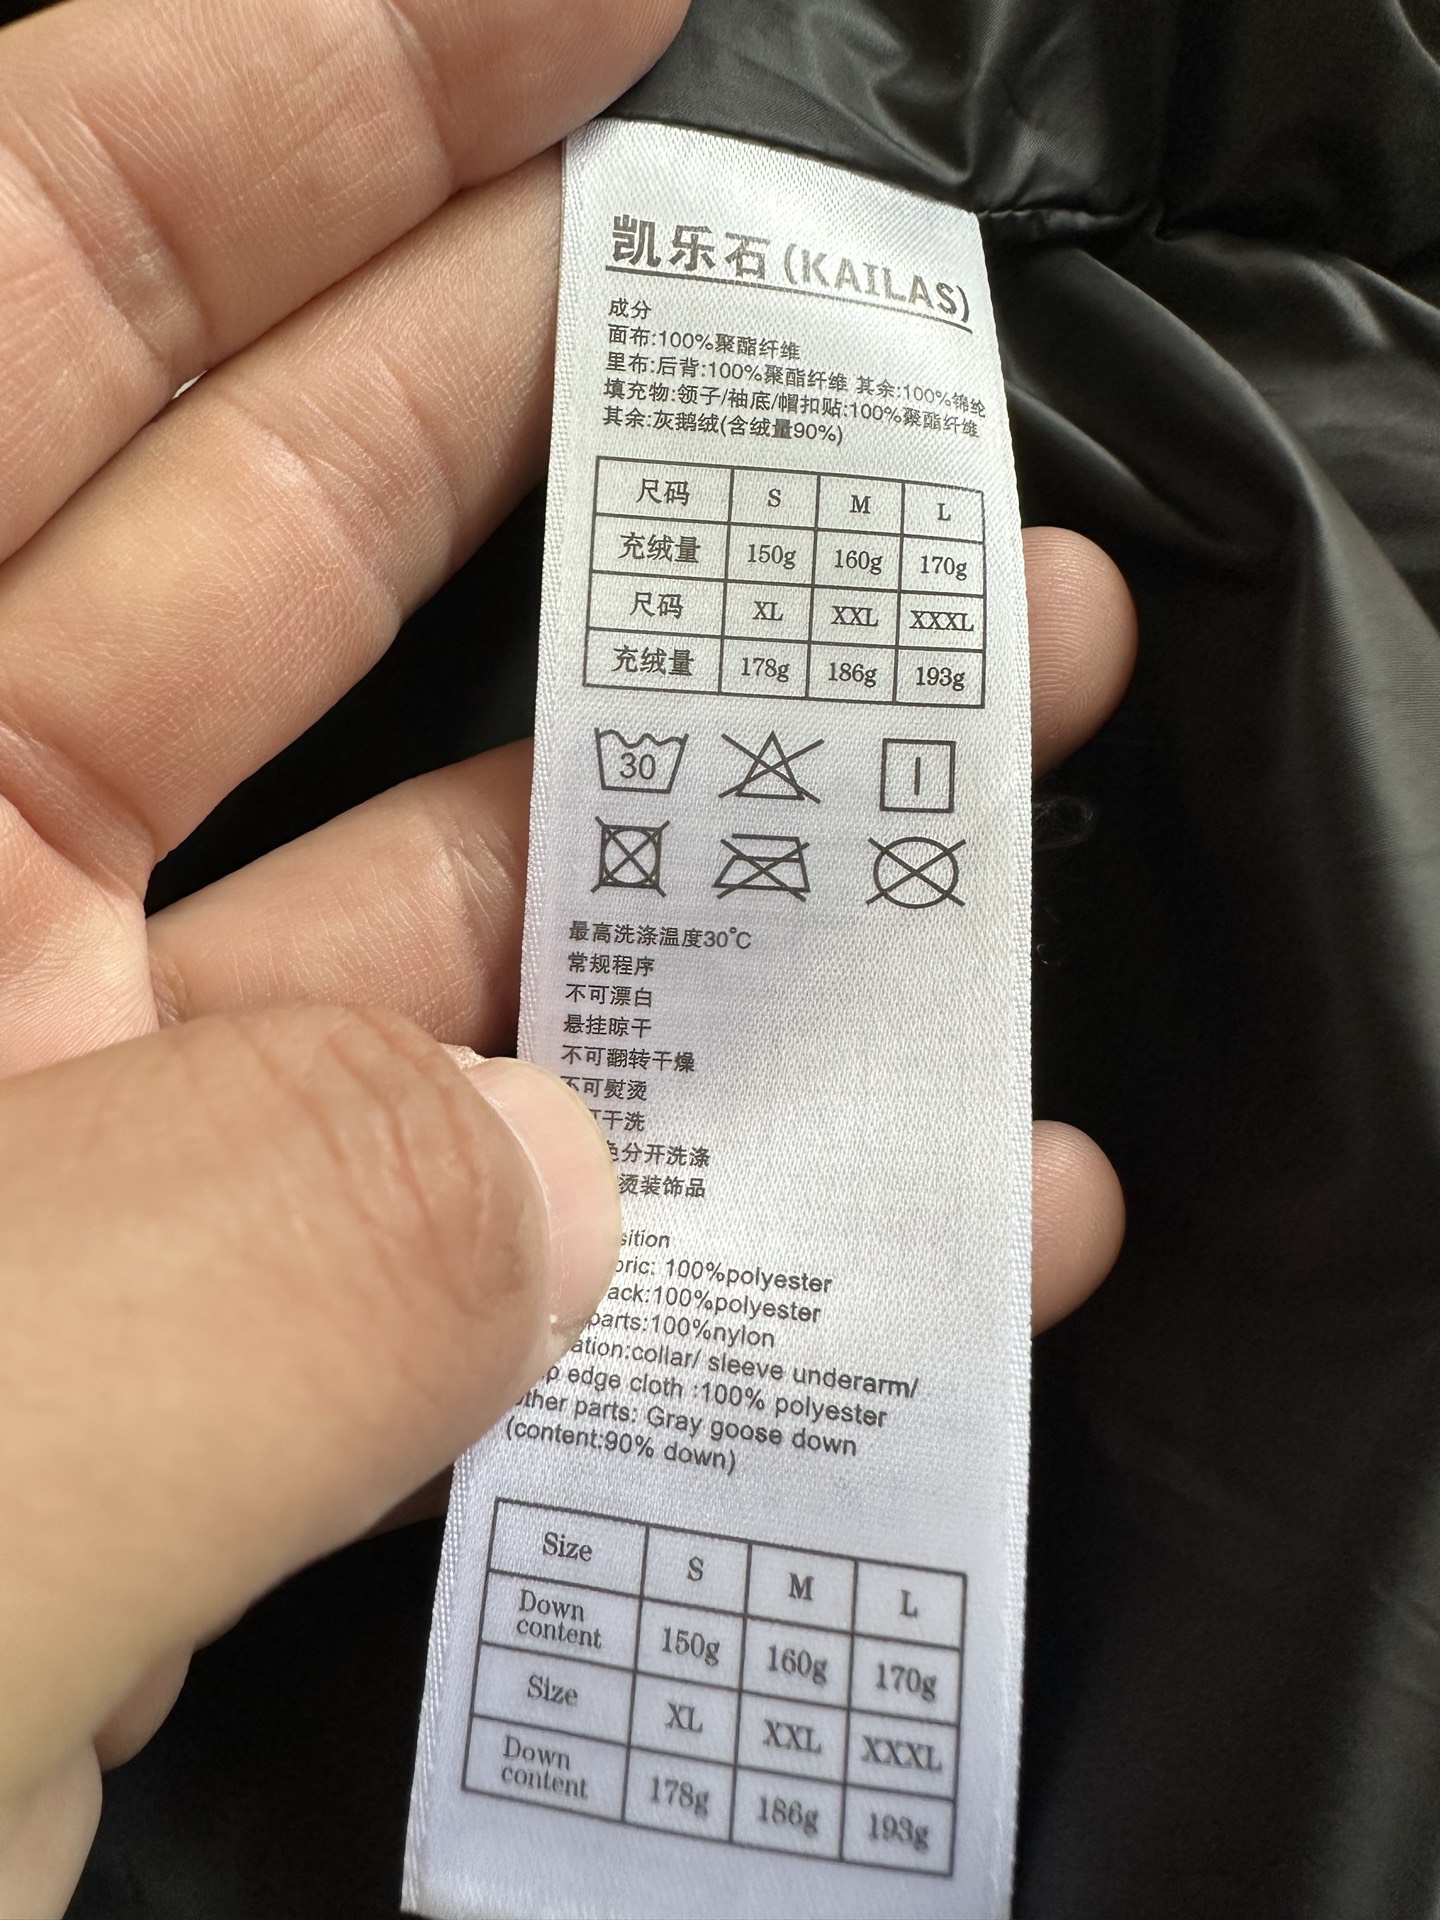 凯乐石(KAILAS)
成分
面布:100%聚酯纤维
里布:后背:100%聚酯纤维 其余:100%锦纶
填充物:领子/袖底/帽扣贴:100%聚酯纤维
其余:灰鹅绒(含绒量90%)
尺码 S M L
充绒量 150g 160g 170g
尺码 XL XXL XXXL
充绒量 178g 186g 193g
30
最高洗涤温度30℃
常规程序
不可漂白
悬挂晾干
不可翻转干燥
不可熨烫
干洗
分开洗涤
烫装饰品
100%polyester
100%polyester
parts:100%nylon
collar/ sleeve underarm/
edge cloth :100% polyester
other parts: Gray goose down
(content:90% down)
Size S M L
Down content 150g 160g 170g
Size XL XXL XXXL
Down content 178g 186g 193g